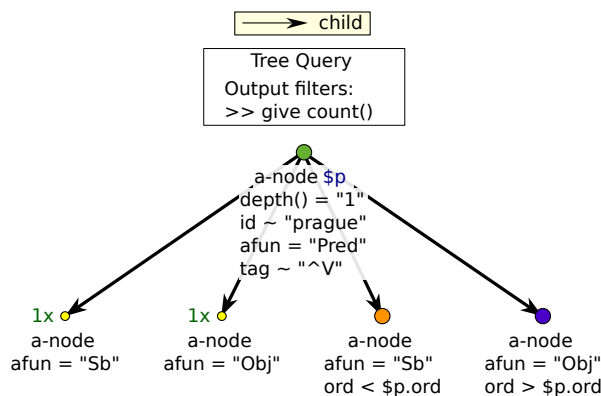 child
Tree Query
Output filters:
>> give count()
a-node $p
depth() = "1"
id ~ "prague"
afun = "Pred"
tag ~ "^V"
1x
a-node
afun = "Sb"
1x
a-node
afun = "Obj"
a-node
afun = "Sb"
ord < $p.ord
a-node
afun = "Obj"
ord > $p.ord